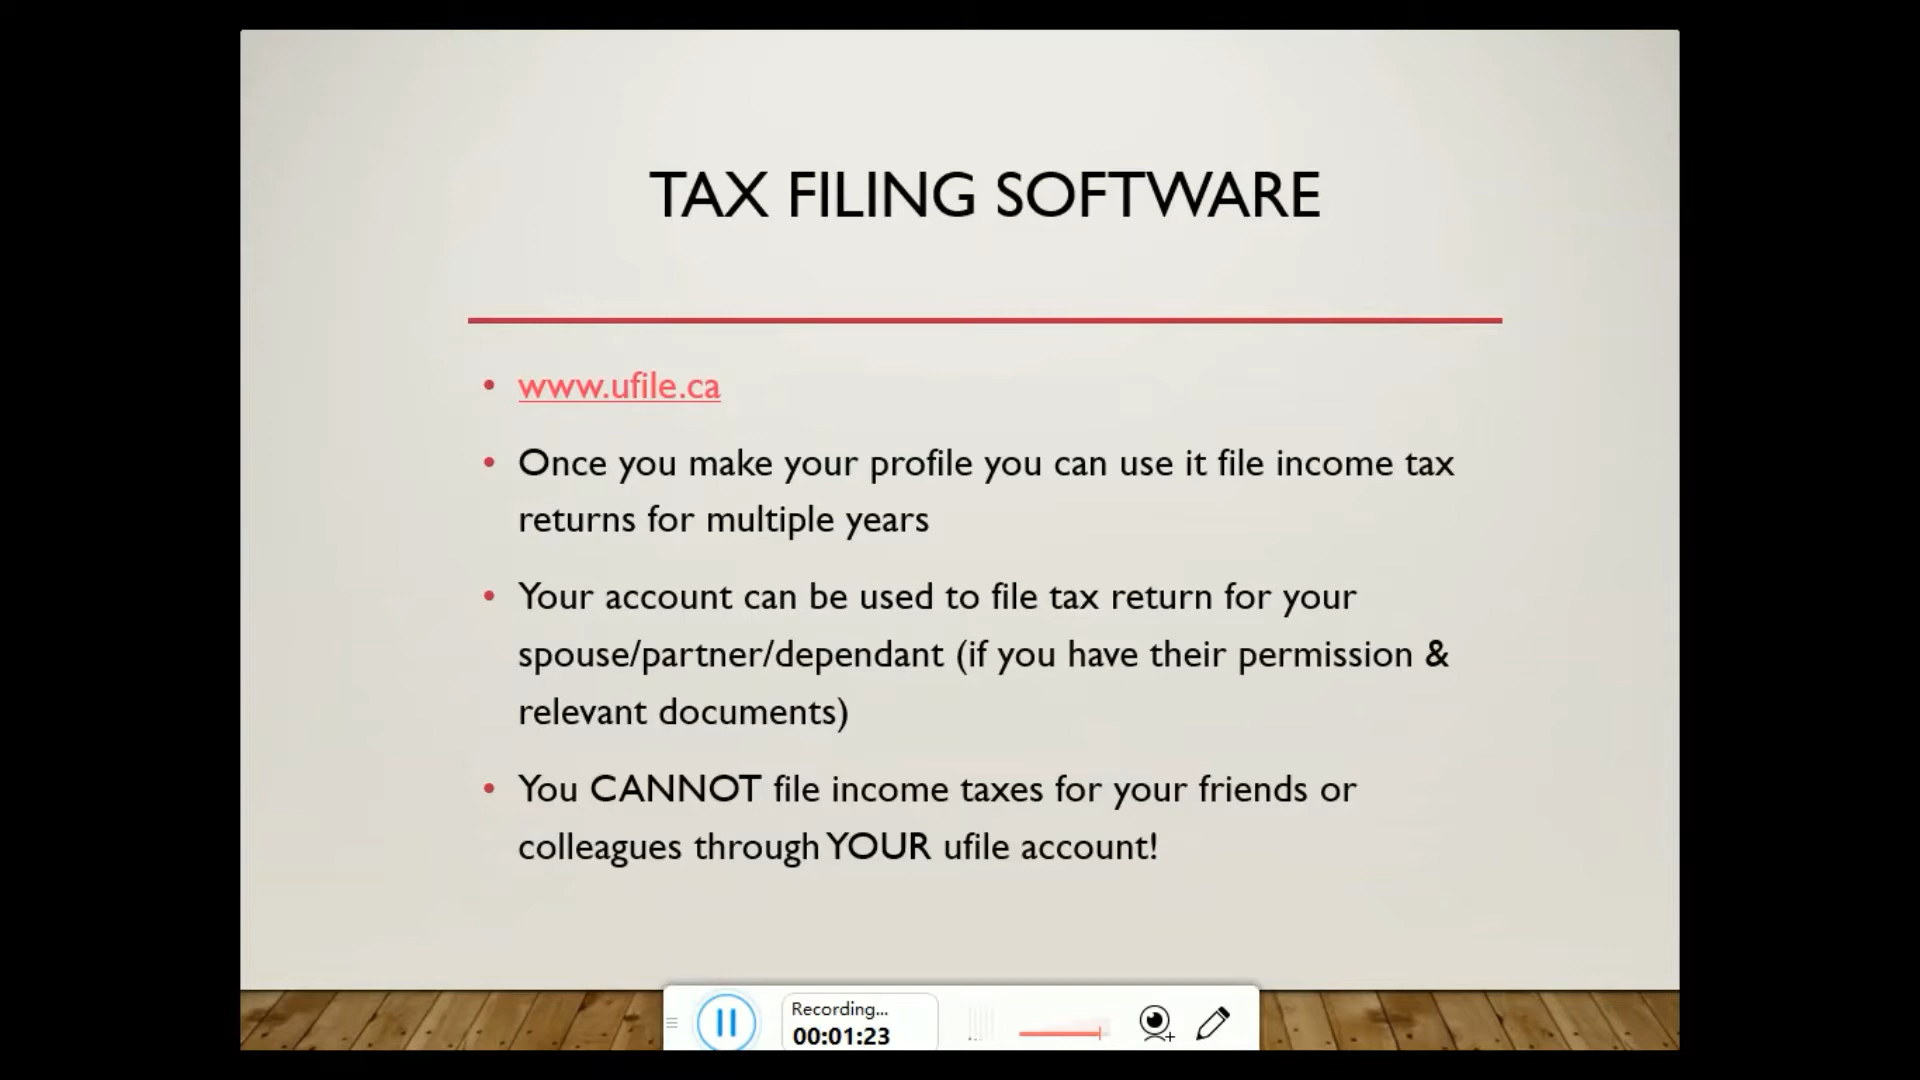 TAX FILING SOFTWARE
• www.ufile.ca
• Once you make your profile you can use it file income tax
returns for multiple years
• Your account can be used to file tax return for your
spouse/partner/dependant (if you have their permission &
relevant documents)
• You CANNOT file income taxes for your friends or
colleagues through YOUR ufile account!
Recording...
00:01:23